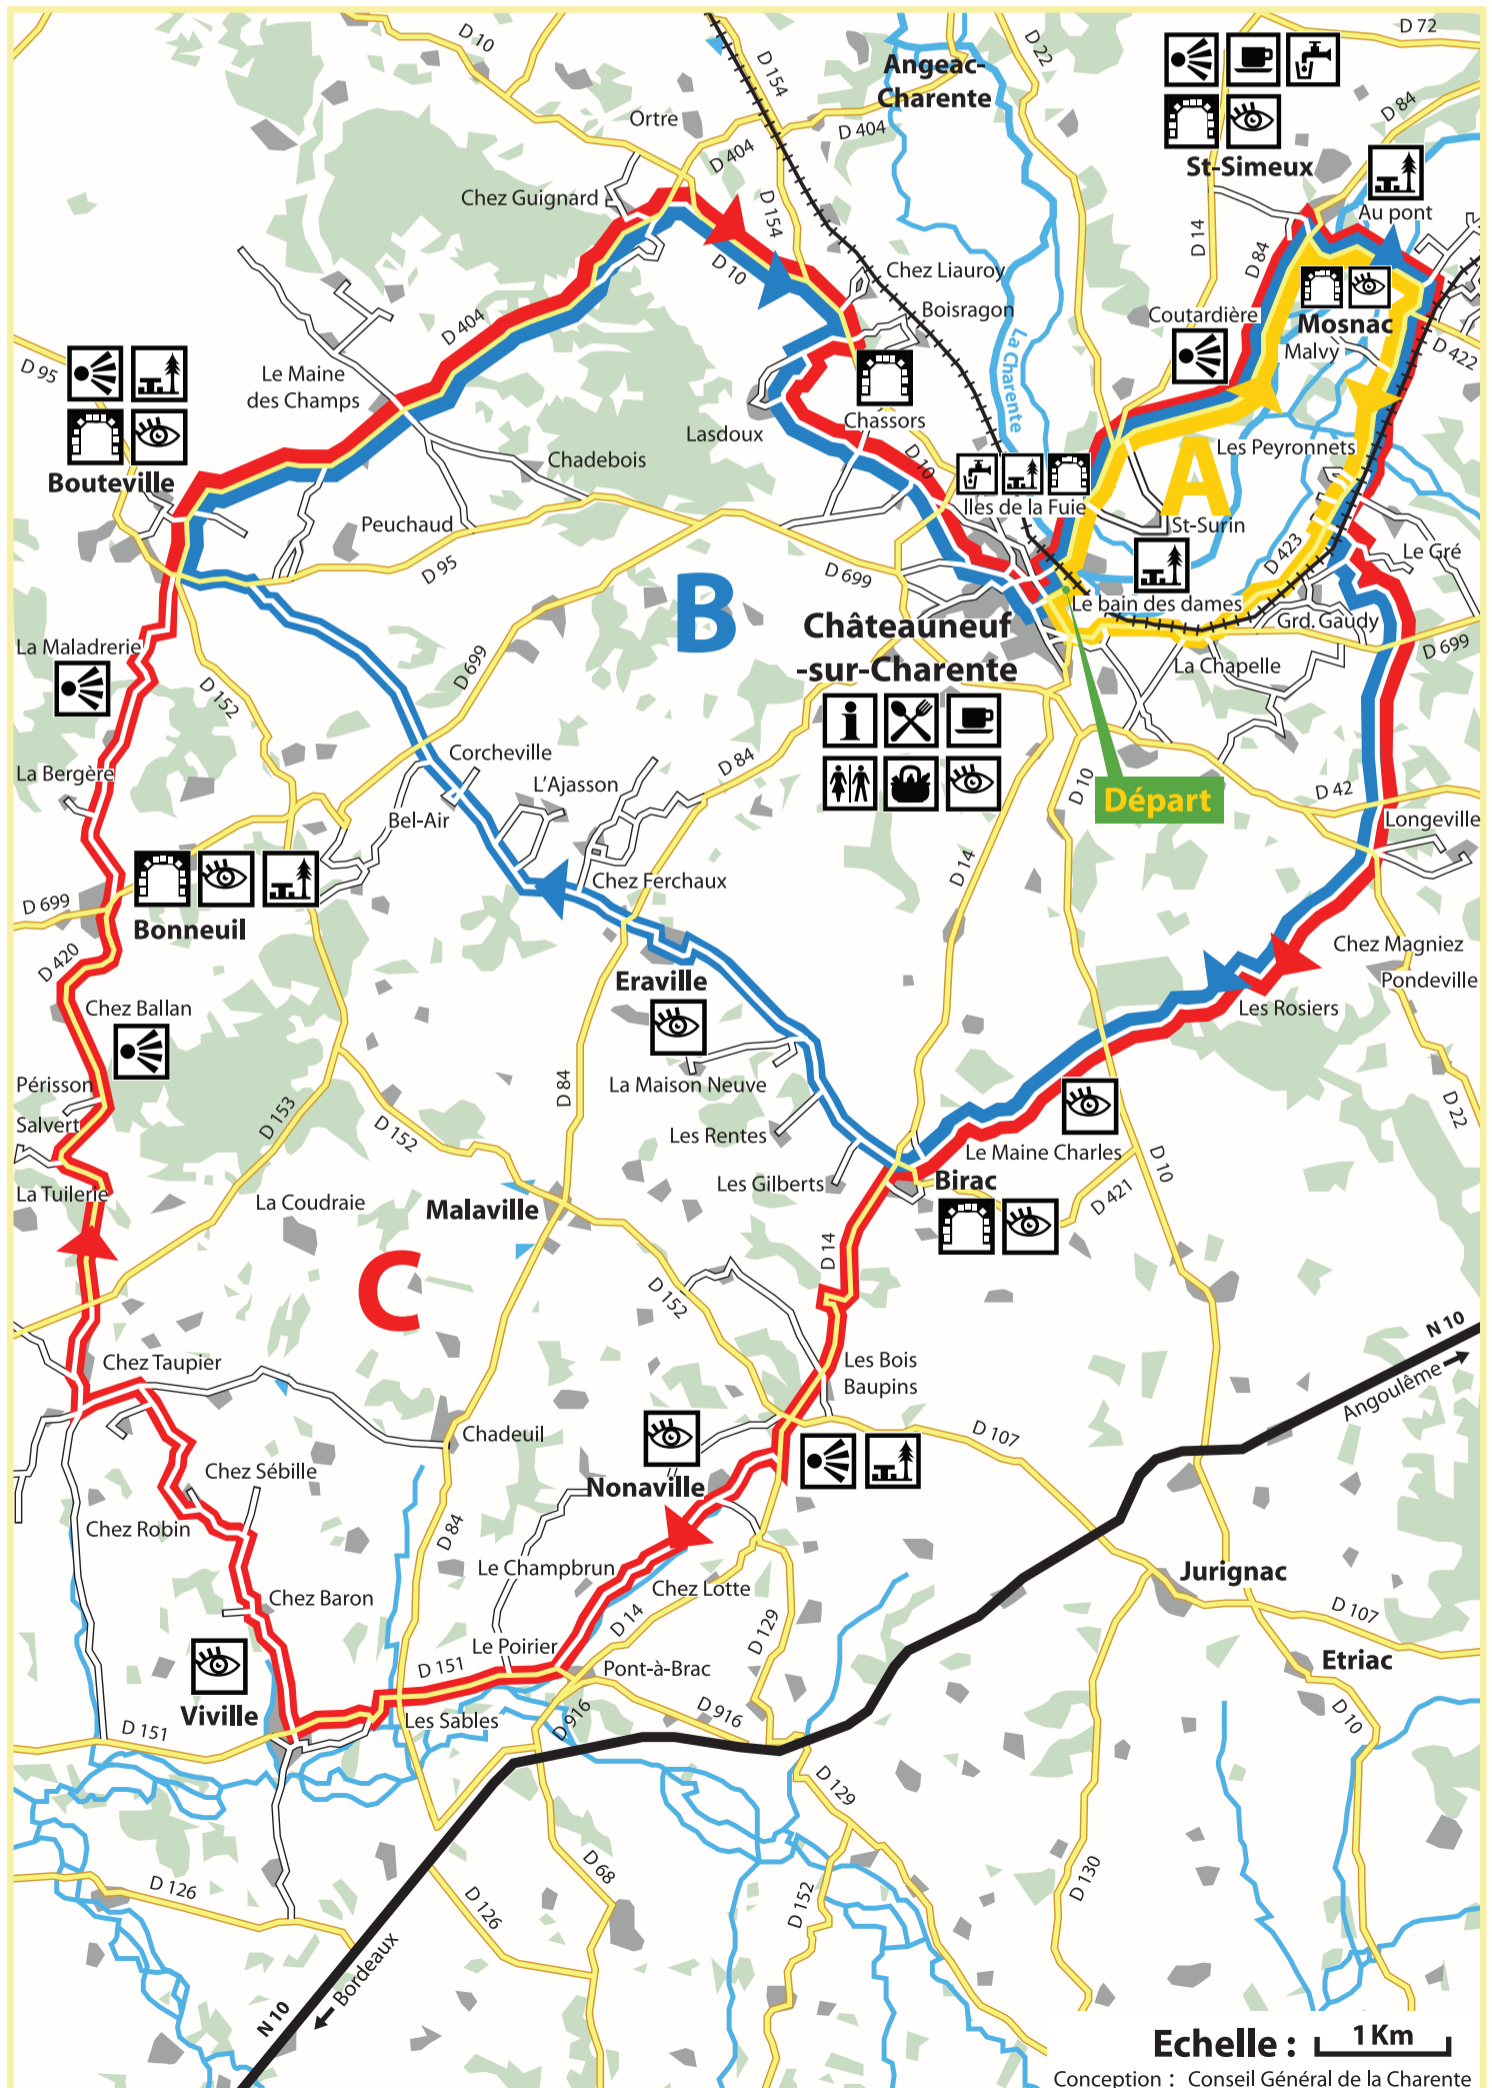 D 10
D 154
Angeac-
Charente
D 22
D 72
D 84
Ortre
D 404
D 404
St-Simeux
Au pont
Chez Guignard
D 154
D 14
D 84
D 10
Chez Liauroy
Boisragon
La Charente
Coutardière
Mosnac
Malvy
D 422
D 95
D 404
Le Maine
des Champs
Chassors
Lasdoux
Les Peyronnets
A
Bouteville
Chadebois
D 10
Iles de la Fuie
St-Surin
Peuchaud
D 95
D 699
D 423
Le Gré
B
Le bain des dames
Châteauneuf
-sur-Charente
Grd. Gaudy
D 699
La Maladrerie
La Chapelle
D 152
D 699
La Bergère
Corcheville
L'Ajasson
D 84
D 10
Départ
D 42
Longeville
Bel-Air
D 14
Chez Ferchaux
D 699
Bonneuil
D 420
Chez Magniez
Pondeville
Eraville
Les Rosiers
Chez Ballan
Périsson
La Maison Neuve
D 84
Salvert
D 153
D 152
Les Rentes
D 22
Le Maine Charles
D 10
La Tuilerie
La Coudraie
Malaville
Les Gilberts
Birac
D 421
C
D 14
D 152
N 10
Angoulême
Chez Taupier
Les Bois
Baupins
Chadeuil
D 107
Chez Sébille
Nonaville
Chez Robin
D 84
Le Champbrun
Chez Lotte
Jurignac
Chez Baron
D 14
D 129
D 107
Le Poirier
D 151
Pont-à-Brac
Etriac
Viville
D 151
Les Sables
D 916
D 916
D 10
D 129
D 126
D 68
D 126
D 152
D 130
Bordeaux
N 10
Echelle : 1 Km
Conception : Conseil Général de la Charente